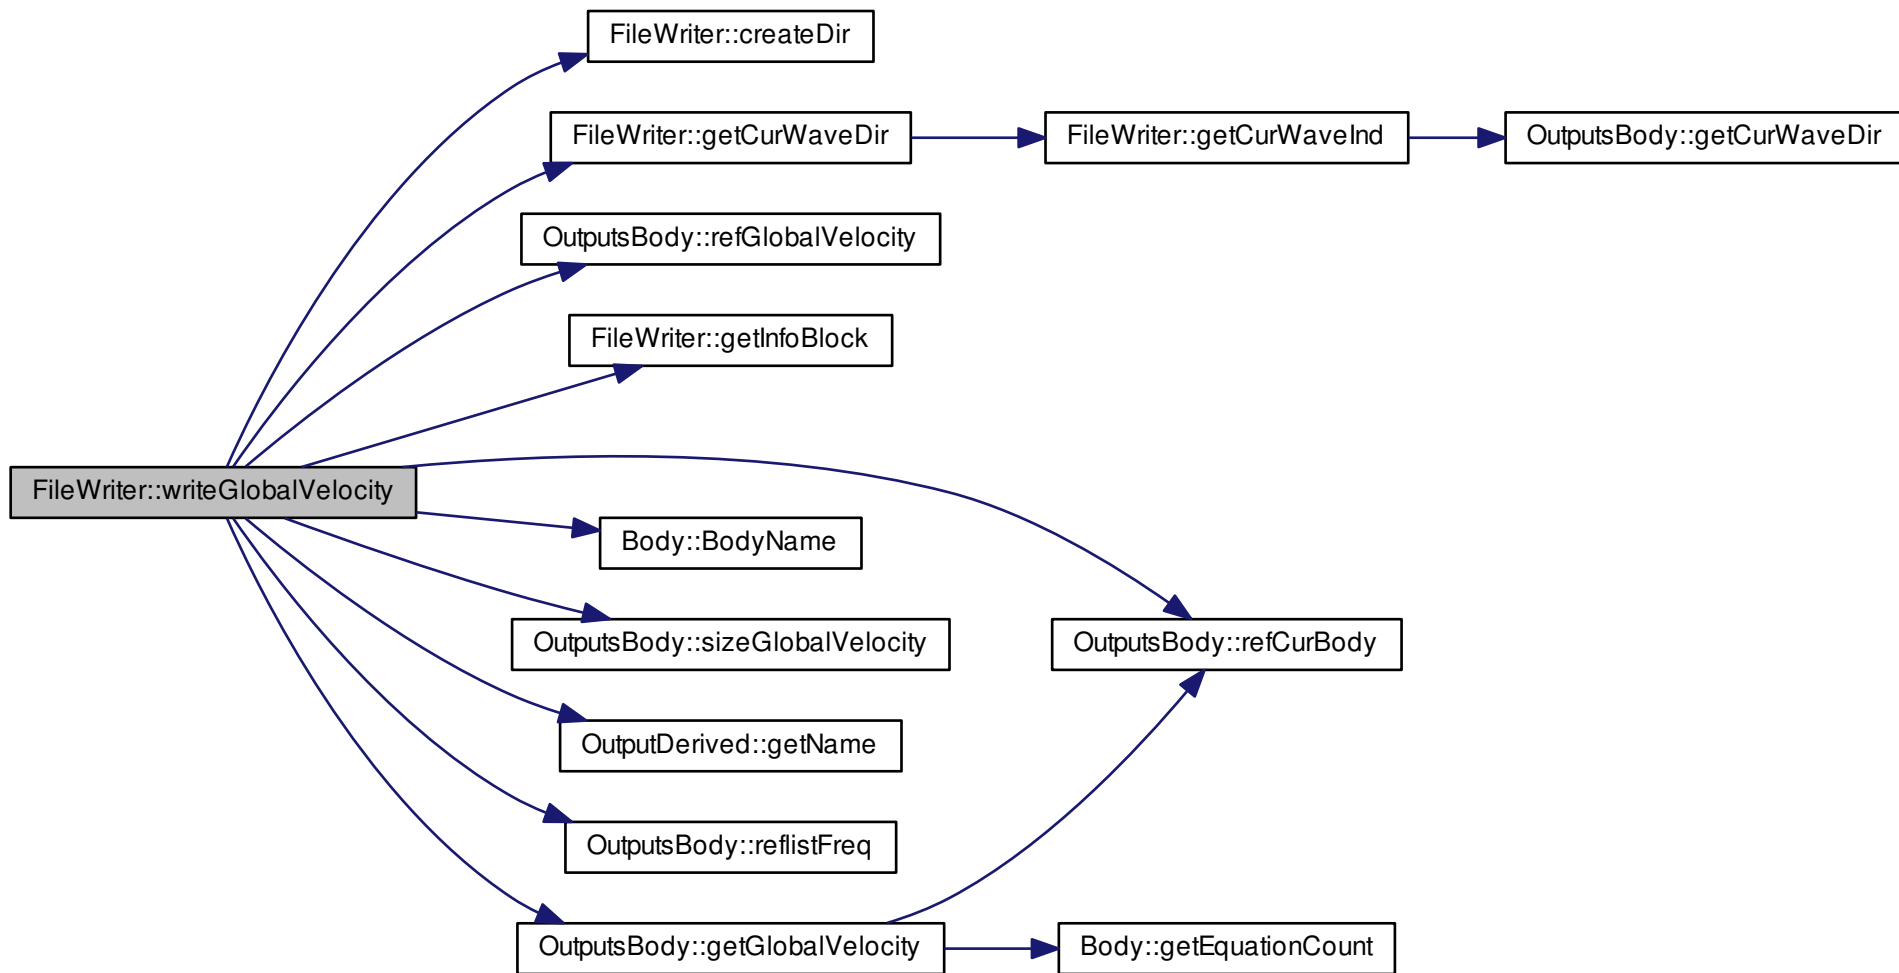 FileWriter::createDir
FileWriter::getCurWaveDir
FileWriter::getCurWaveInd
OutputsBody::getCurWaveDir
OutputsBody::refGlobalVelocity
FileWriter::getInfoBlock
FileWriter::writeGlobalVelocity
Body::BodyName
OutputsBody::sizeGlobalVelocity
OutputsBody::refCurBody
OutputDerived::getName
OutputsBody::reflistFreq
OutputsBody::getGlobalVelocity
Body::getEquationCount